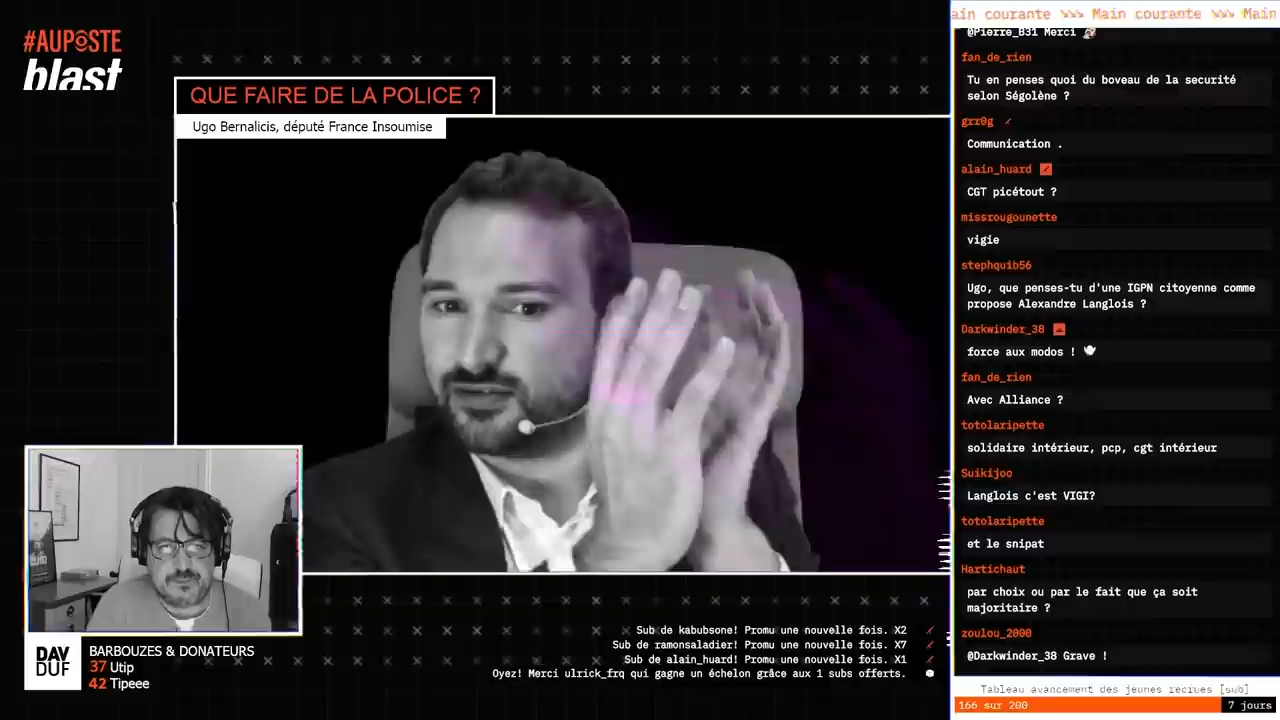 #AUPOSTE
blast
QUE FAIRE DE LA POLICE ?
Ugo Bernalicis, député France Insoumise
DAV
DUF
BARBOUZES & DONATEURS
37 Utip
42 Tipeee
Sub de kabubsone! Promu une nouvelle fois. X2
Sub de ramonsaladier! Promu une nouvelle fois. X7
Sub de alain_huard! Promu une nouvelle fois. X1
Oyez! Merci ulrick_frq qui gagne un échelon grâce aux 1 subs offerts.
ain courante >>> Main courante >>> Main
@Pierre_B31 Merci
fan_de_rien
Tu en penses quoi du boveau de la securité
selon Ségolène ?
grr0g
Communication .
alain_huard
CGT picétout ?
missrougounette
vigie
stephquib56
Ugo, que penses-tu d'une IGPN citoyenne comme
propose Alexandre Langlois ?
Darkwinder_38
force aux modos !
fan_de_rien
Avec Alliance ?
totolaripette
solidaire intérieur, pcp, cgt intérieur
Suikijoo
Langlois c'est VIGI?
totolaripette
et le snipat
Hartichaut
par choix ou par le fait que ça soit
majoritaire ?
zoulou_2000
@Darkwinder_38 Grave !
Tableau avancement des jeunes recrues [sub]
166 sur 200
7 jours